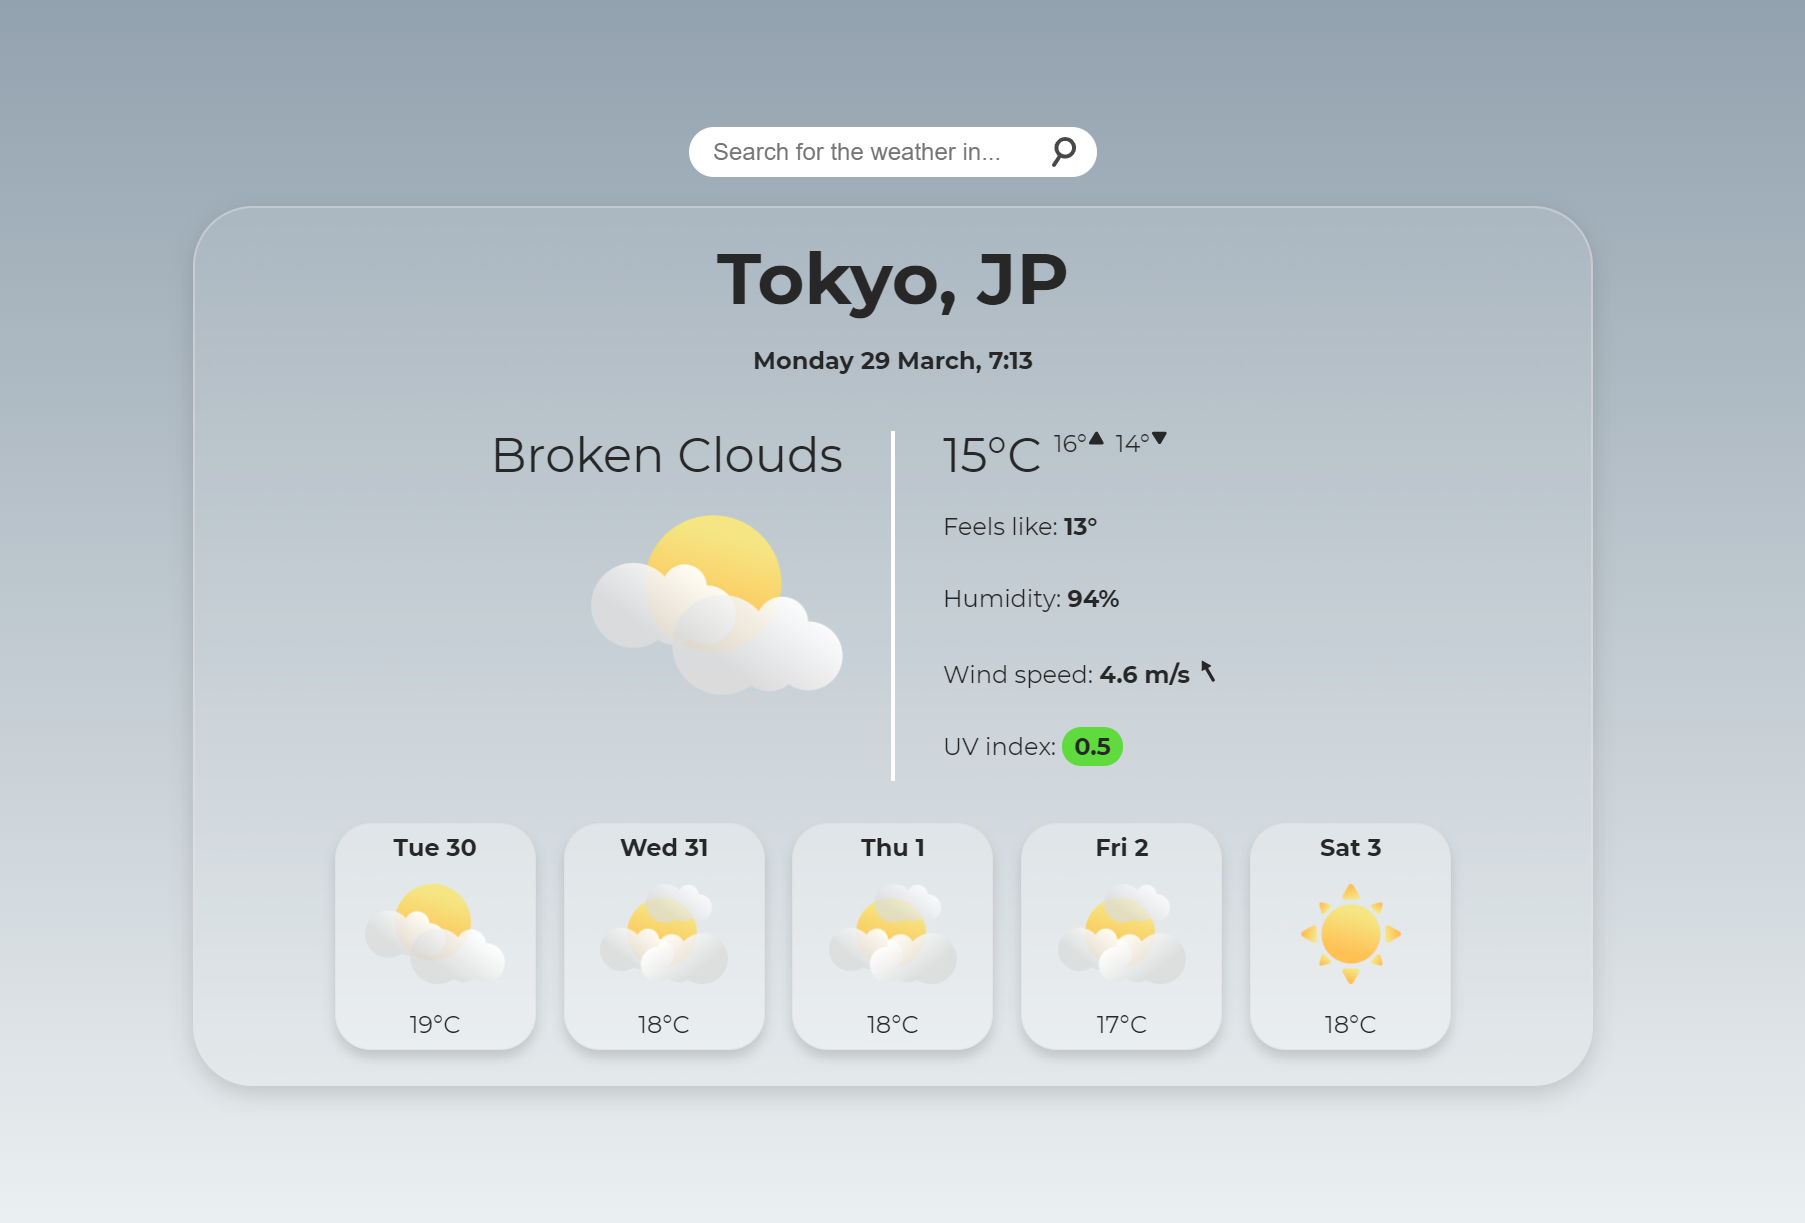 Search for the weather in...
Tokyo, JP
Monday 29 March, 7:13
Broken Clouds
15°C 16° 14°
Feels like: 13°
Humidity: 94%
Wind speed: 4.6 m/s
UV index: 0.5
Tue 30
19°C
Wed 31
18°C
Thu 1
18°C
Fri 2
17°C
Sat 3
18°C